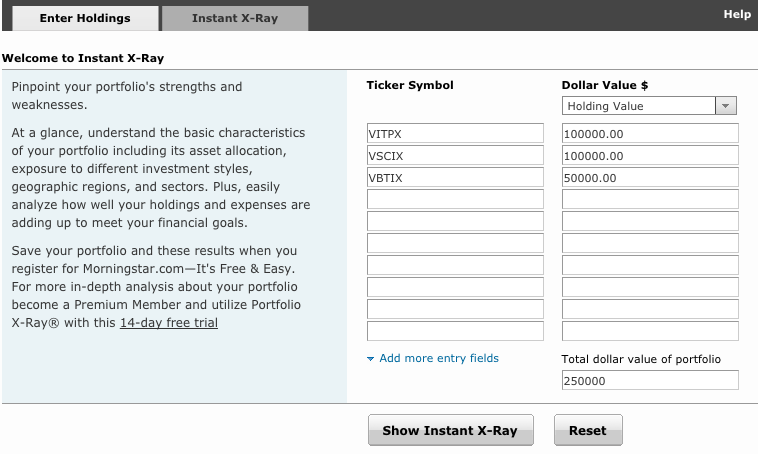 Enter Holdings
Instant X-Ray
Help
Welcome to Instant X-Ray
Pinpoint your portfolio's strengths and
weaknesses.
At a glance, understand the basic characteristics
of your portfolio including its asset allocation,
exposure to different investment styles,
geographic regions, and sectors. Plus, easily
analyze how well your holdings and expenses are
adding up to meet your financial goals.
Save your portfolio and these results when you
register for Morningstar.com—It's Free & Easy.
For more in-depth analysis about your portfolio
become a Premium Member and utilize Portfolio
X-Ray® with this 14-day free trial
Ticker Symbol
Dollar Value $
Holding Value
VITPX
100000.00
VSCIX
100000.00
VBTIX
50000.00
Add more entry fields
Total dollar value of portfolio
250000
Show Instant X-Ray
Reset